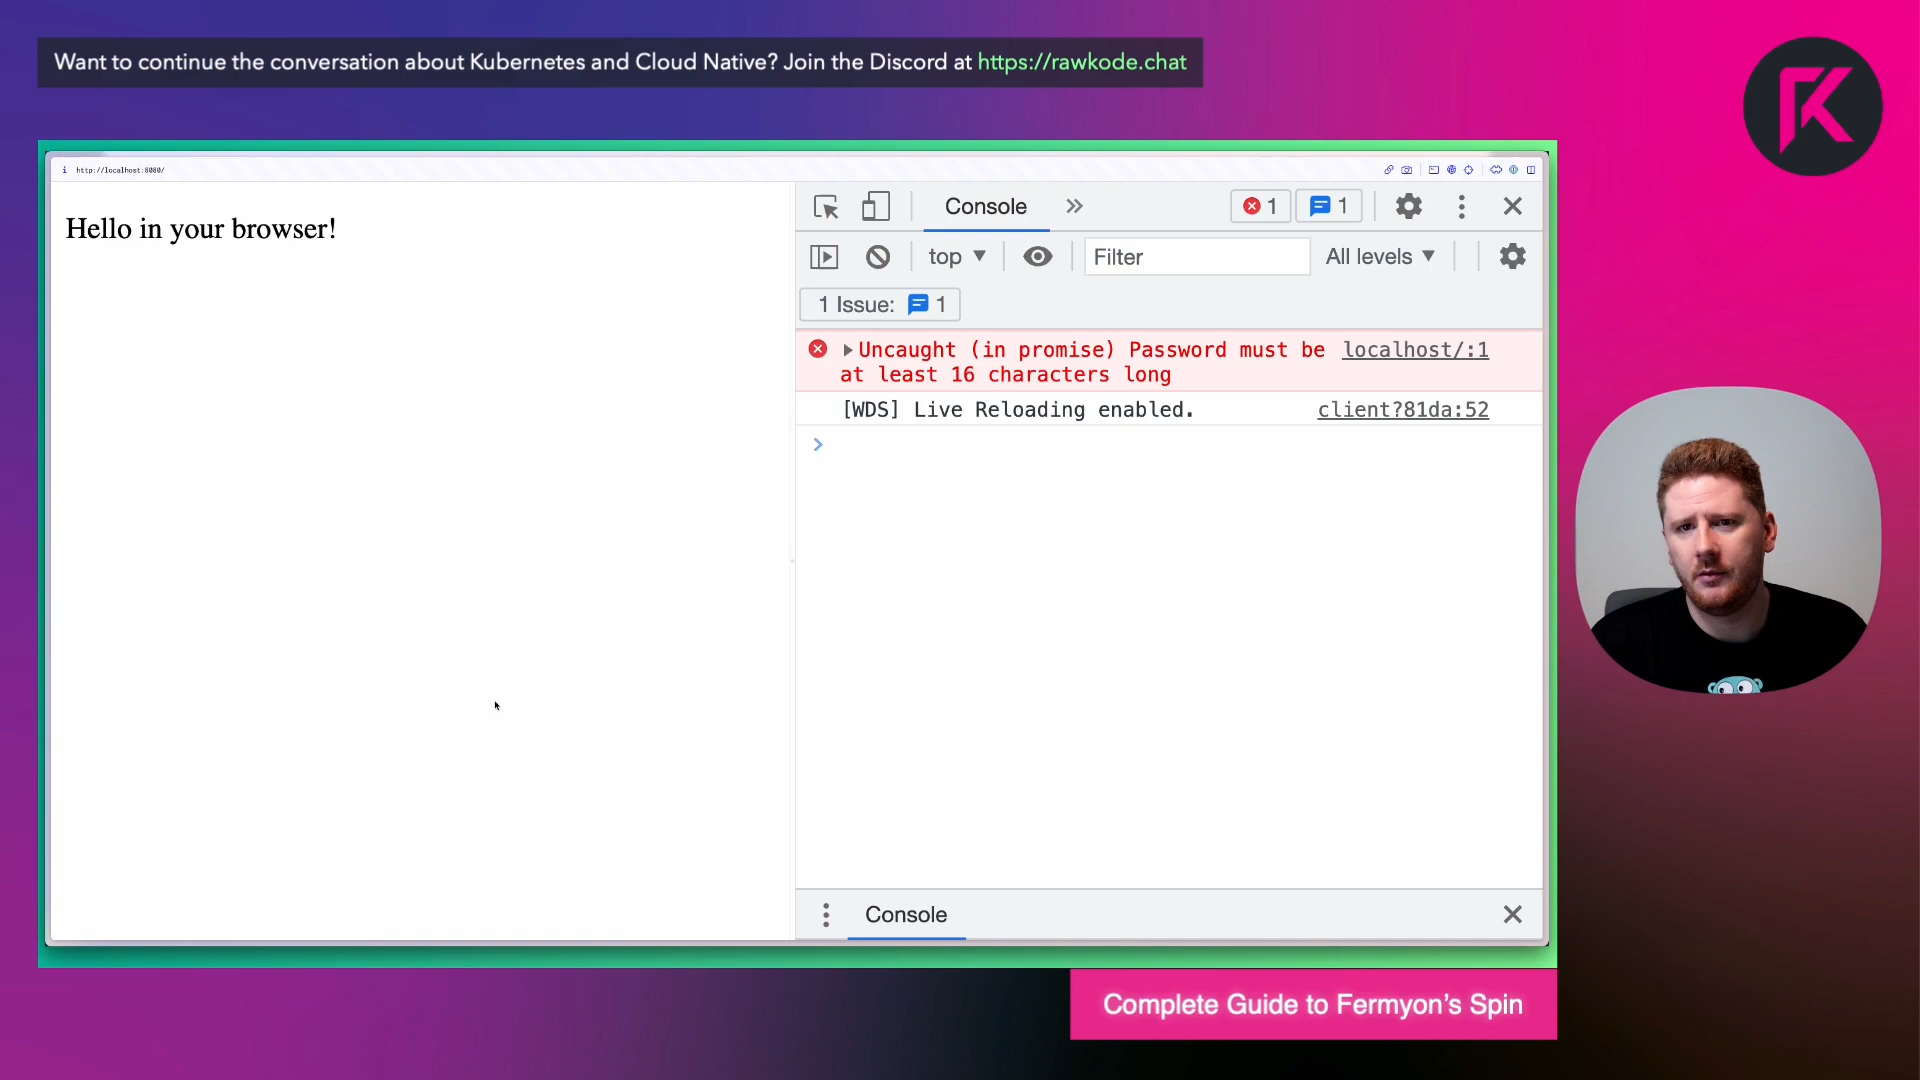 Want to continue the conversation about Kubernetes and Cloud Native? Join the Discord at https://rawkode.chat
http://localhost:8080/
Hello in your browser!
Console
1
1
top
Filter
All levels
1 Issue:
1
Uncaught (in promise) Password must be localhost/:1
at least 16 characters long
[WDS] Live Reloading enabled. client?81da:52
Console
Complete Guide to Fermyon's Spin